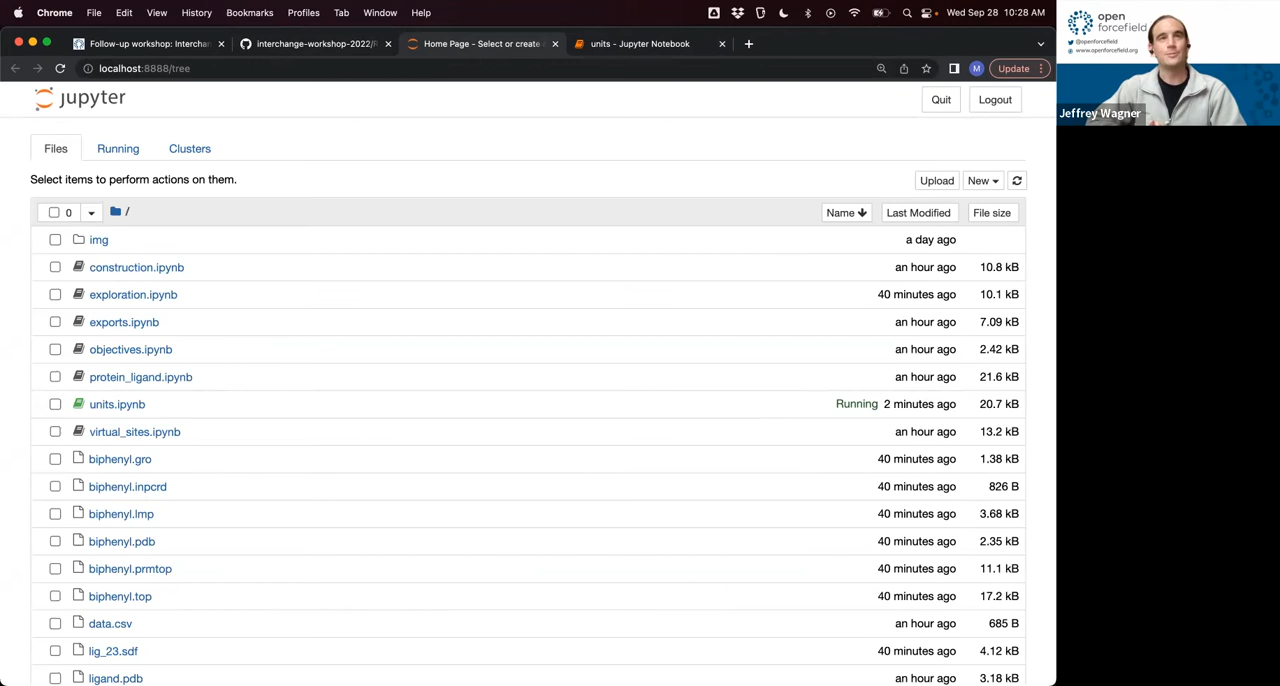 Chrome File Edit View History Bookmarks Profiles Tab Window Help Wed Sep 28 10:28 AM
Follow-up workshop: Interchan interchange-workshop-2022/R Home Page - Select or create a units - Jupyter Notebook
localhost:8888/tree M Update
jupyter Quit Logout
Files Running Clusters
Select items to perform actions on them. Upload New
0 / Name Last Modified File size
img a day ago
construction.ipynb an hour ago 10.8 kB
exploration.ipynb 40 minutes ago 10.1 kB
exports.ipynb an hour ago 7.09 kB
objectives.ipynb an hour ago 2.42 kB
protein_ligand.ipynb an hour ago 21.6 kB
units.ipynb Running 2 minutes ago 20.7 kB
virtual_sites.ipynb an hour ago 13.2 kB
biphenyl.gro 40 minutes ago 1.38 kB
biphenyl.inpcrd 40 minutes ago 826 B
biphenyl.lmp 40 minutes ago 3.68 kB
biphenyl.pdb 40 minutes ago 2.35 kB
biphenyl.prmtop 40 minutes ago 11.1 kB
biphenyl.top 40 minutes ago 17.2 kB
data.csv an hour ago 685 B
lig_23.sdf 40 minutes ago 4.12 kB
ligand.pdb an hour ago 3.18 kB
open
forcefield
@openforcefield
www.openforcefield.org
Jeffrey Wagner